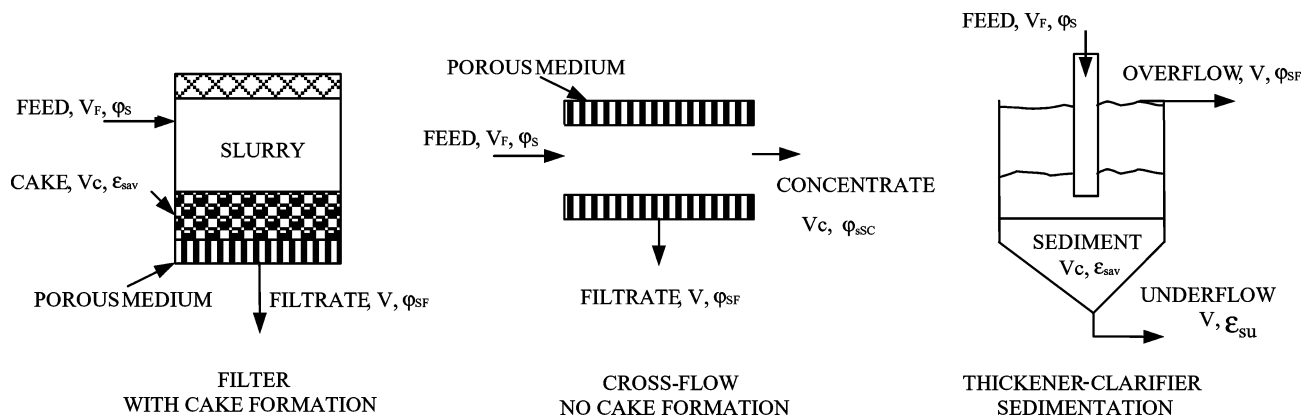 FEED, V_F, φ_S
SLURRY
CAKE, Vc, ε_sav
POROUS MEDIUM
FILTRATE, V, φ_SF
FILTER
WITH CAKE FORMATION
POROUS MEDIUM
FEED, V_F, φ_S
CONCENTRATE
Vc, φ_sSC
FILTRATE, V, φ_SF
CROSS-FLOW
NO CAKE FORMATION
FEED, V_F, φ_S
OVERFLOW, V, φ_SF
SEDIMENT
Vc, ε_sav
UNDERFLOW
V, ε_su
THICKENER-CLARIFIER
SEDIMENTATION